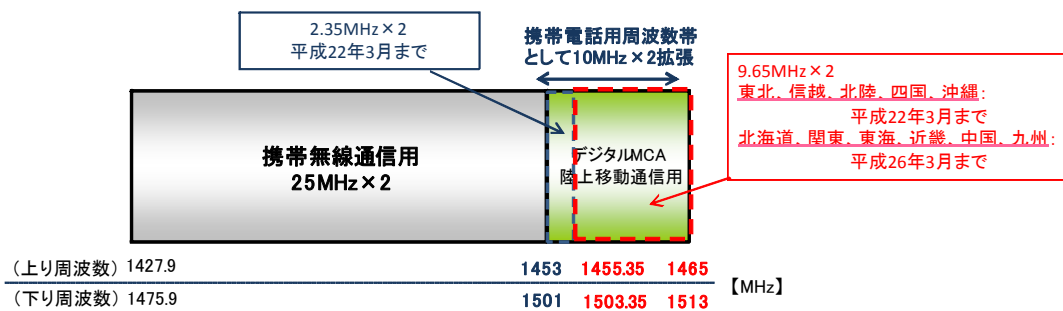 2.35MHz×2
平成22年3月まで
携帯電話用周波数帯
として10MHz×2拡張
9.65MHz×2
東北、信越、北陸、四国、沖縄:
平成22年3月まで
北海道、関東、東海、近畿、中国、九州:
平成26年3月まで
携帯無線通信用
25MHz×2
デジタルMCA
陸上移動通信用
(上り周波数) 1427.9 1453 1455.35 1465
【MHz】
(下り周波数) 1475.9 1501 1503.35 1513